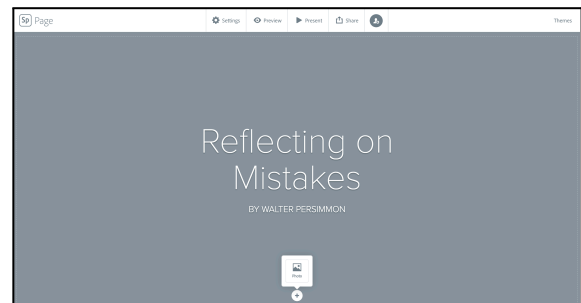 Sp Page
Settings Preview Present Share
Themes
Reflecting on
Mistakes
BY WALTER PERSIMMON
Photo